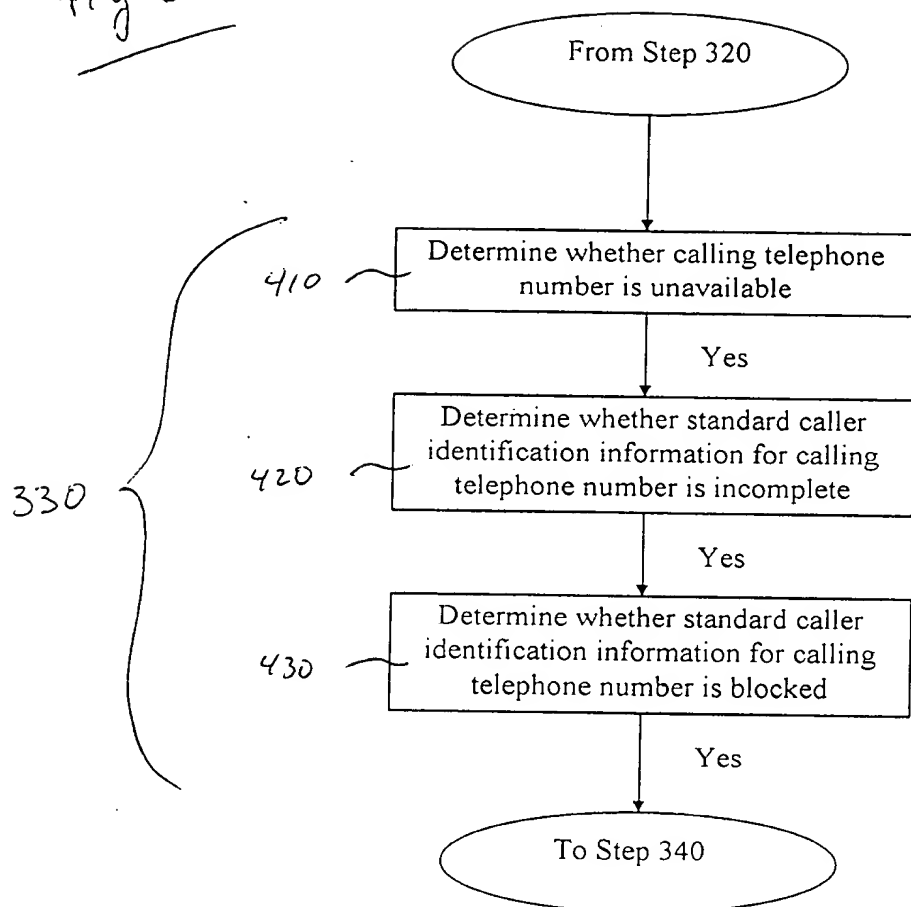 From Step 320
Determine whether calling telephone
number is unavailable
410
Yes
Determine whether standard caller
identification information for calling
telephone number is incomplete
420
330
Yes
Determine whether standard caller
identification information for calling
telephone number is blocked
430
Yes
To Step 340